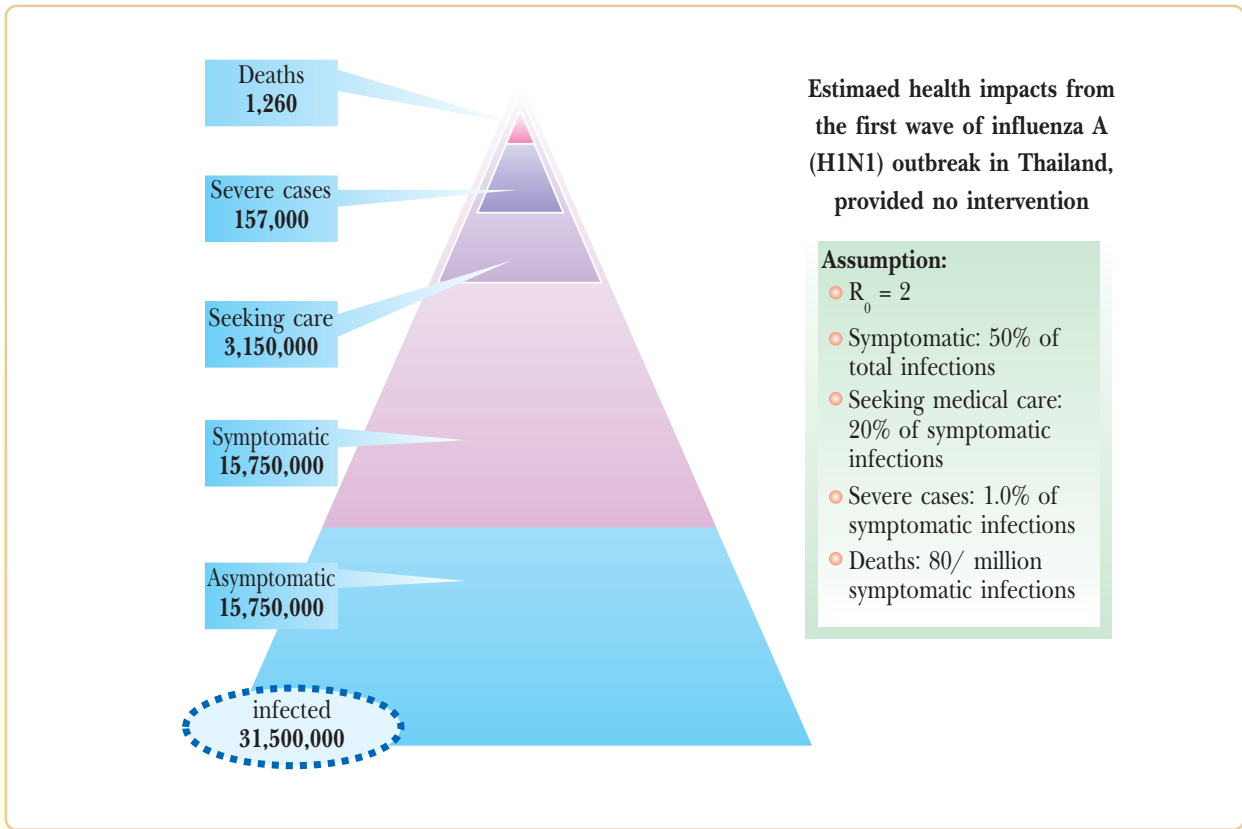 Deaths
1,260
Severe cases
157,000
Seeking care
3,150,000
Symptomatic
15,750,000
Asymptomatic
15,750,000
infected
31,500,000
Estimaed health impacts from
the first wave of influenza A
(H1N1) outbreak in Thailand,
provided no intervention
Assumption:
R₀ = 2
Symptomatic: 50% of
total infections
Seeking medical care:
20% of symptomatic
infections
Severe cases: 1.0% of
symptomatic infections
Deaths: 80/ million
symptomatic infections